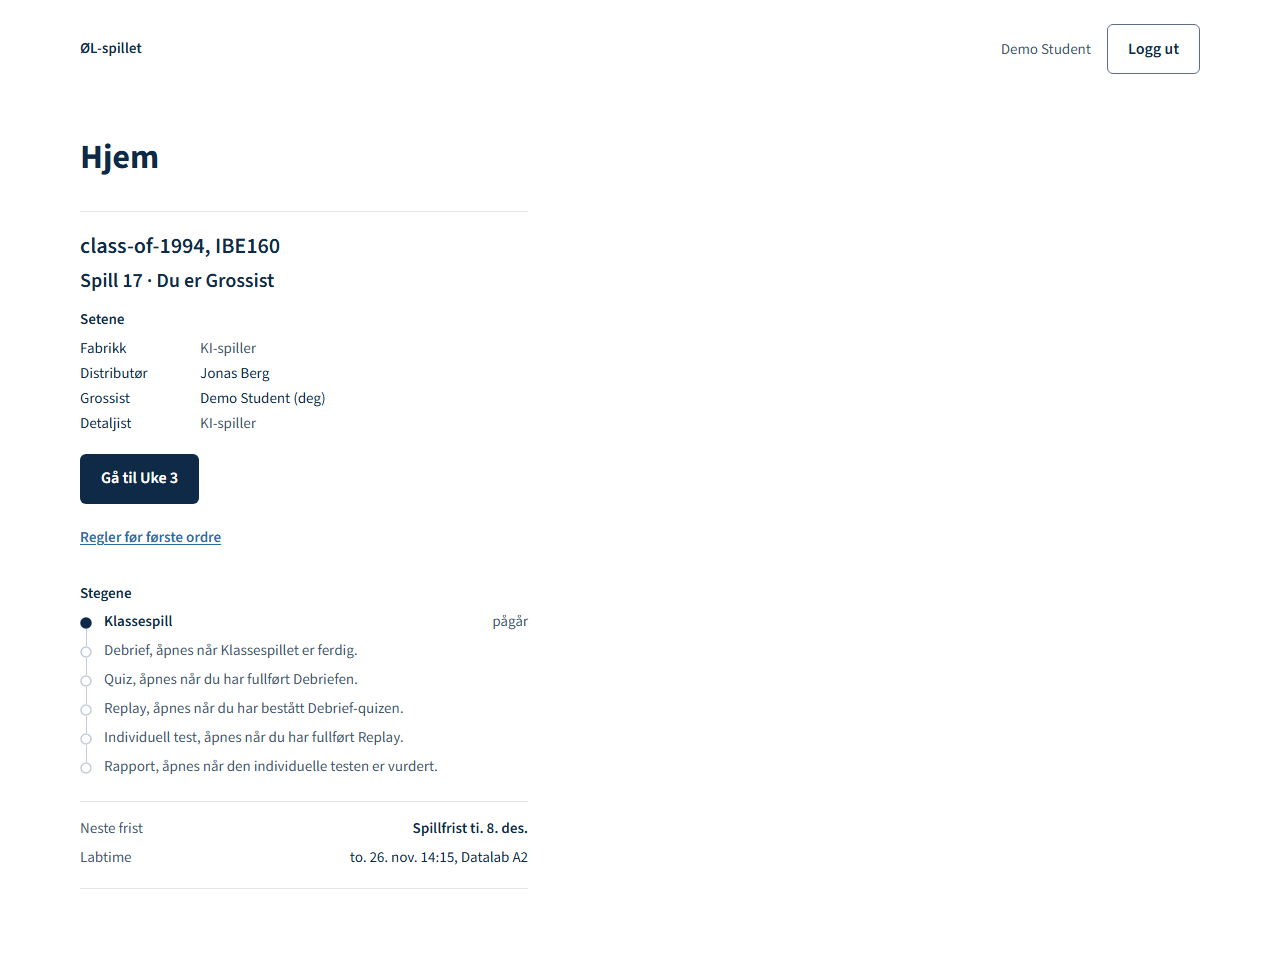 ØL-spillet
Demo Student
Logg ut
Hjem
class-of-1994, IBE160
Spill 17 · Du er Grossist
Setene
Fabrikk KI-spiller
Distributør Jonas Berg
Grossist Demo Student (deg)
Detaljist KI-spiller
Gå til Uke 3
Regler før første ordre
Stegene
Klassespill pågår
Debrief, åpnes når Klassespillet er ferdig.
Quiz, åpnes når du har fullført Debriefen.
Replay, åpnes når du har bestått Debrief-quizen.
Individuell test, åpnes når du har fullført Replay.
Rapport, åpnes når den individuelle testen er vurdert.
Neste frist Spillfrist ti. 8. des.
Labtime to. 26. nov. 14:15, Datalab A2